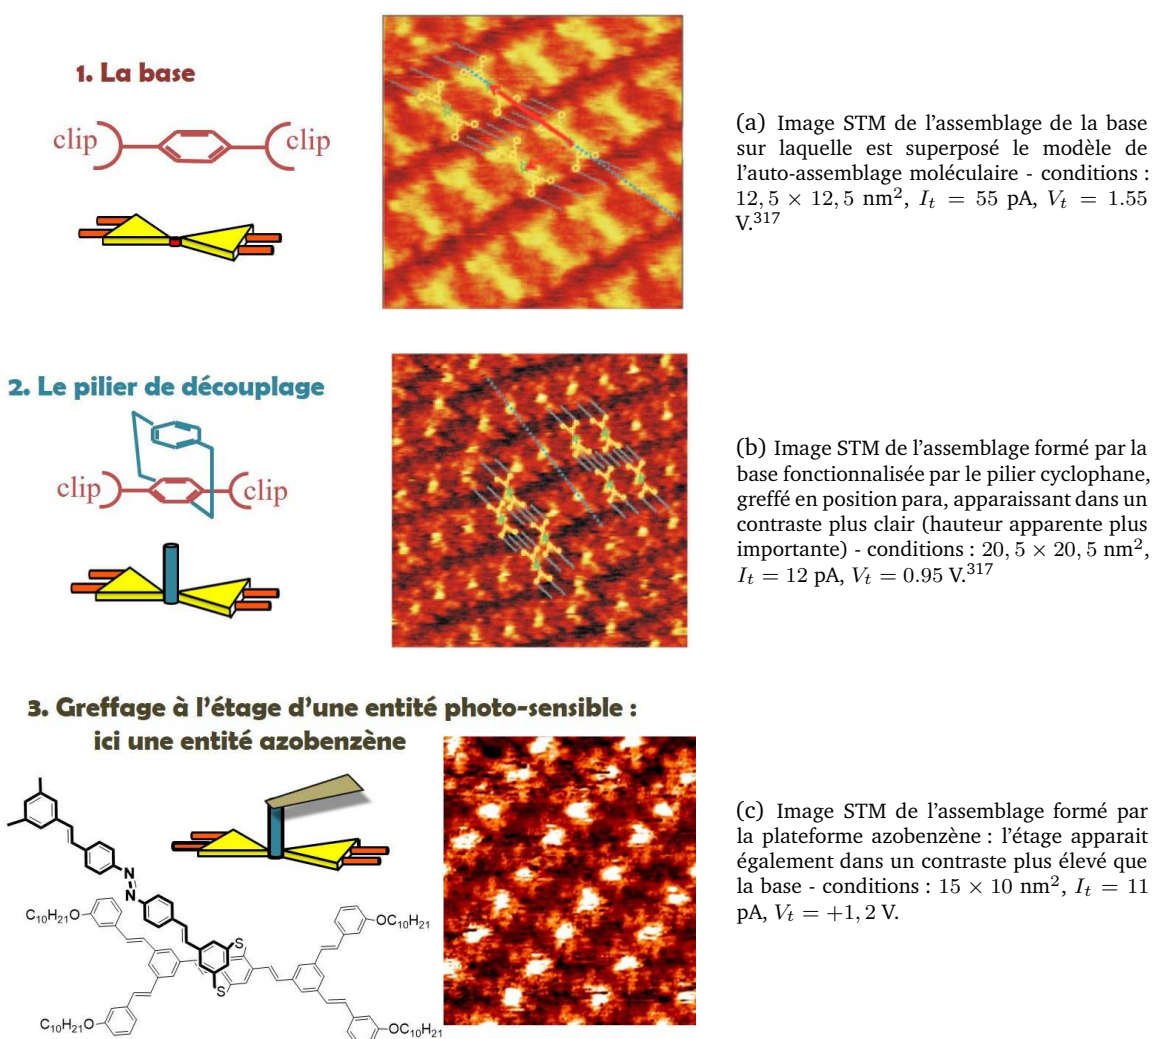 1. La base
clip
clip
(a) Image STM de l'assemblage de la base
sur laquelle est superposé le modèle de
l'auto-assemblage moléculaire - conditions :
12, 5 × 12, 5 nm², Iₜ = 55 pA, Vₜ = 1.55
V.³¹⁷
2. Le pilier de découplage
clip
clip
(b) Image STM de l'assemblage formé par la
base fonctionnalisée par le pilier cyclophane,
greffé en position para, apparaissant dans un
contraste plus clair (hauteur apparente plus
importante) - conditions : 20, 5 × 20, 5 nm²,
Iₜ = 12 pA, Vₜ = 0.95 V.³¹⁷
3. Greffage à l'étage d'une entité photo-sensible :
ici une entité azobenzène
N
N
C₁₀H₂₁O
OC₁₀H₂₁
S
S
C₁₀H₂₁O
OC₁₀H₂₁
(c) Image STM de l'assemblage formé par
la plateforme azobenzène : l'étage apparait
également dans un contraste plus élevé que
la base - conditions : 15 × 10 nm², Iₜ = 11
pA, Vₜ = +1, 2 V.